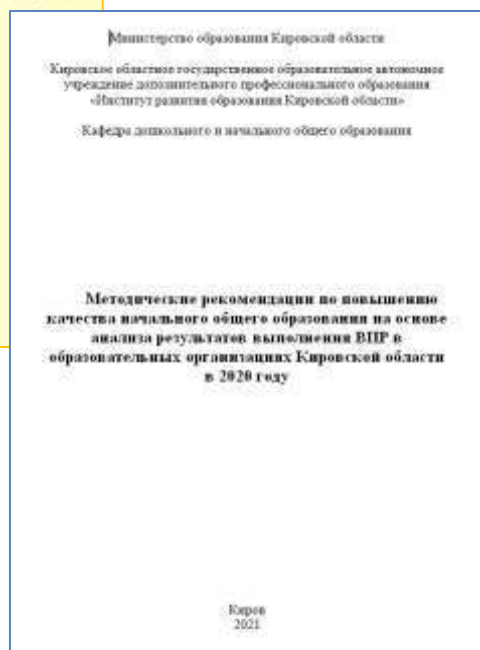 Министерство образования Кировской области
Кировское областное государственное образовательное автономное
учреждение дополнительного профессионального образования
«Институт развития образования Кировской области»
Кафедра дошкольного и начального общего образования
Методические рекомендации по повышению
качества начального общего образования на основе
анализа результатов выполнения ВПР в
образовательных организациях Кировской области
в 2020 году
Киров
2021